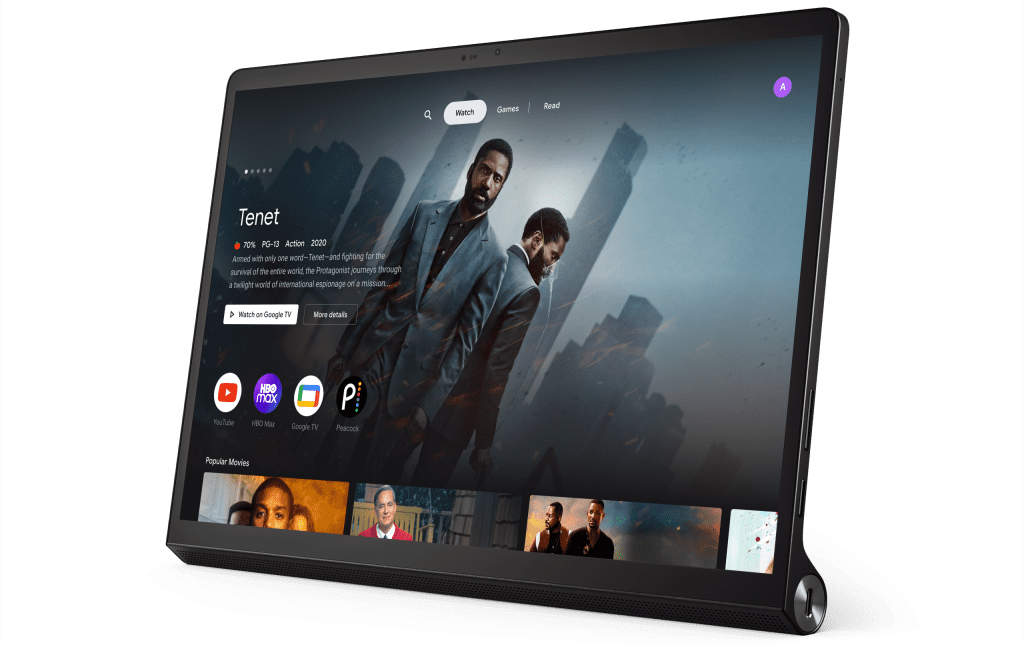 Watch
Games
Read
A
Tenet
70% PG-13 Action 2020
Armed with only one word—Tenet—and fighting for the
survival of the entire world, the Protagonist journeys through
a twilight world of international espionage on a mission...
Watch on Google TV
More details
HBO
max
YouTube
HBO Max
Google TV
Peacock
Popular Movies